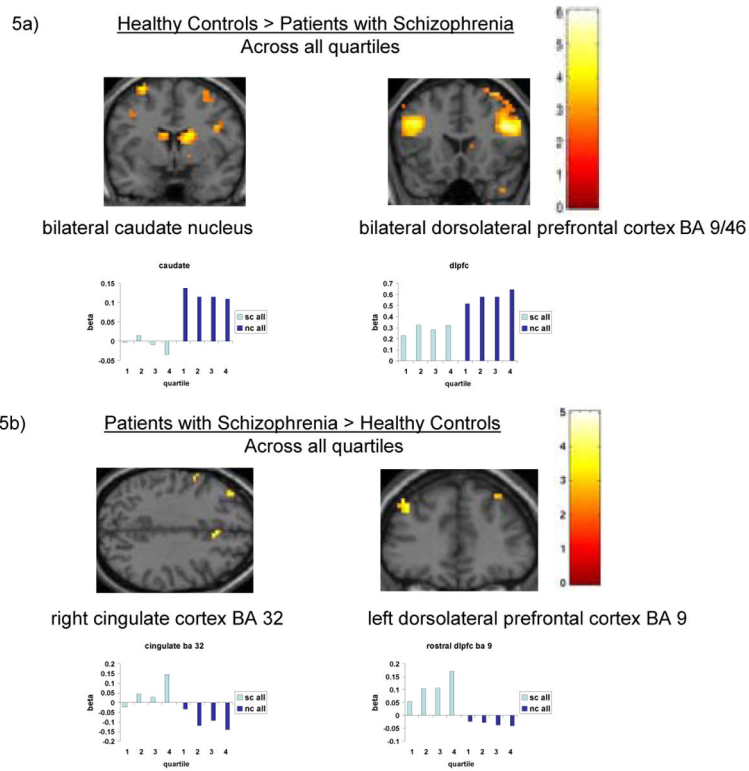 5a)
Healthy Controls > Patients with Schizophrenia
Across all quartiles
6
5
4
3
2
1
0
bilateral caudate nucleus
bilateral dorsolateral prefrontal cortex BA 9/46
caudate
0.15
0.1
0.05
0
-0.05
beta
1 2 3 4 1 2 3 4
quartile
sc all
nc all
dlpfc
0.7
0.6
0.5
0.4
0.3
0.2
0.1
0
beta
1 2 3 4 1 2 3 4
quartile
sc all
nc all
5b)
Patients with Schizophrenia > Healthy Controls
Across all quartiles
5
4
3
2
1
0
right cingulate cortex BA 32
left dorsolateral prefrontal cortex BA 9
cingulate ba 32
0.2
0.15
0.1
0.05
0
-0.05
-0.1
-0.15
-0.2
beta
1 2 3 4 1 2 3 4
quartile
sc all
nc all
rostral dlpfc ba 9
0.2
0.15
0.1
0.05
0
-0.05
-0.1
beta
1 2 3 4 1 2 3 4
quartile
sc all
nc all